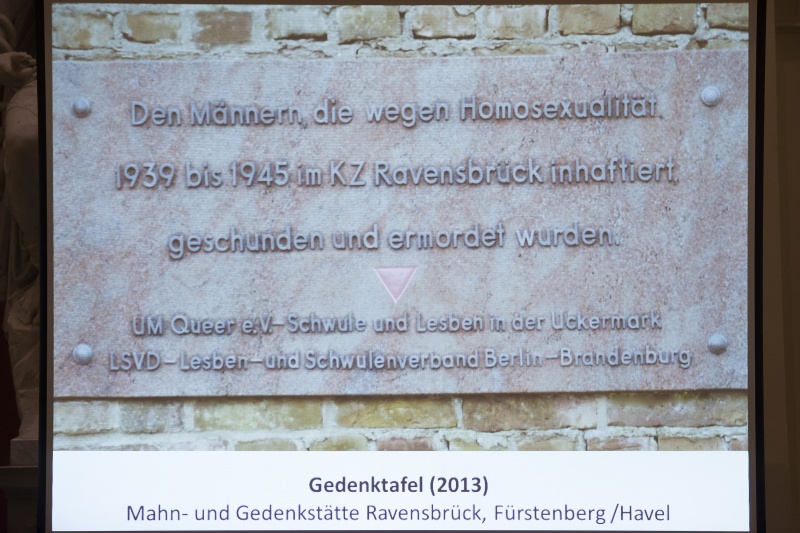 Den Männern, die wegen Homosexualität
1939 bis 1945 im KZ Ravensbrück inhaftiert,
geschunden und ermordet wurden.
UM Queer e.V.-Schwule und Lesben in der Uckermark
LSVD-Lesben-und Schwulenverband Berlin-Brandenburg
Gedenktafel (2013)
Mahn- und Gedenkstätte Ravensbrück, Fürstenberg /Havel